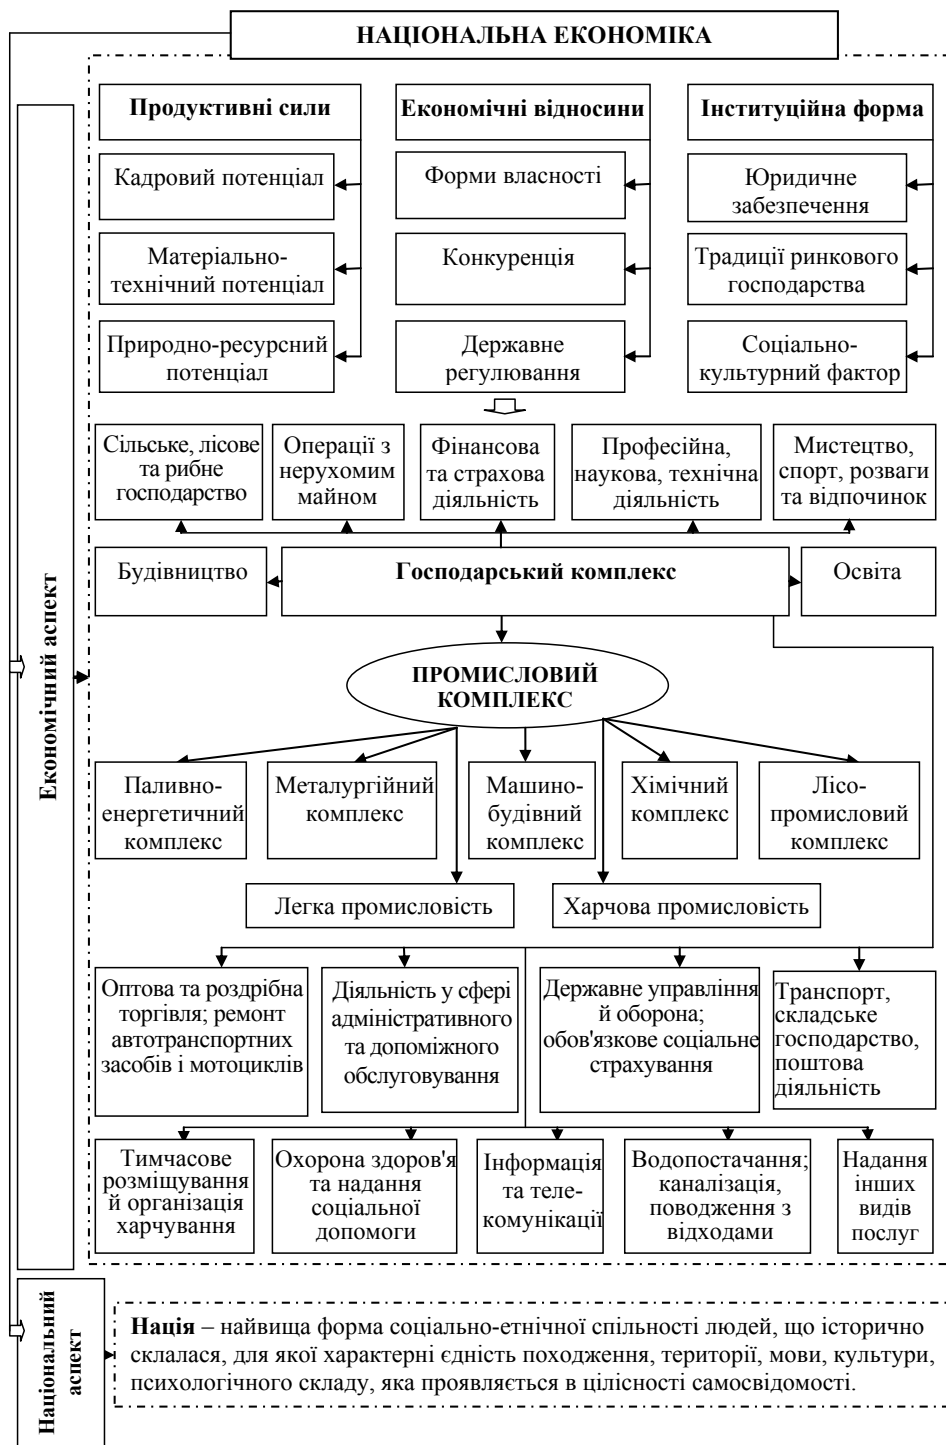 НАЦІОНАЛЬНА ЕКОНОМІКА
Економічний аспект
Продуктивні сили
Кадровий потенціал
Матеріально-
технічний потенціал
Природно-ресурсний
потенціал
Економічні відносини
Форми власності
Конкуренція
Державне
регулювання
Інституційна форма
Юридичне
забезпечення
Традиції ринкового
господарства
Соціально-
культурний фактор
Сільське, лісове
та рибне
господарство
Операції з
нерухомим
майном
Фінансова
та страхова
діяльність
Професійна,
наукова, технічна
діяльність
Мистецтво,
спорт, розваги
та відпочинок
Будівництво
Господарський комплекс
Освіта
ПРОМИСЛОВИЙ
КОМПЛЕКС
Паливно-
енергетичний
комплекс
Металургійний
комплекс
Машино-
будівний
комплекс
Хімічний
комплекс
Лісо-
промисловий
комплекс
Легка промисловість
Харчова промисловість
Оптова та роздрібна
торгівля; ремонт
автотранспортних
засобів і мотоциклів
Діяльність у сфері
адміністративного
та допоміжного
обслуговування
Державне управління
й оборона;
обов'язкове соціальне
страхування
Транспорт,
складське
господарство,
поштова
діяльність
Тимчасове
розміщування
й організація
харчування
Охорона здоров'я
та надання
соціальної
допомоги
Інформація
та теле-
комунікації
Водопостачання;
каналізація,
поводження з
відходами
Надання
інших
видів
послуг
Національний
аспект
Нація – найвища форма соціально-етнічної спільності людей, що історично
склалася, для якої характерні єдність походження, території, мови, культури,
психологічного складу, яка проявляється в цілісності самосвідомості.